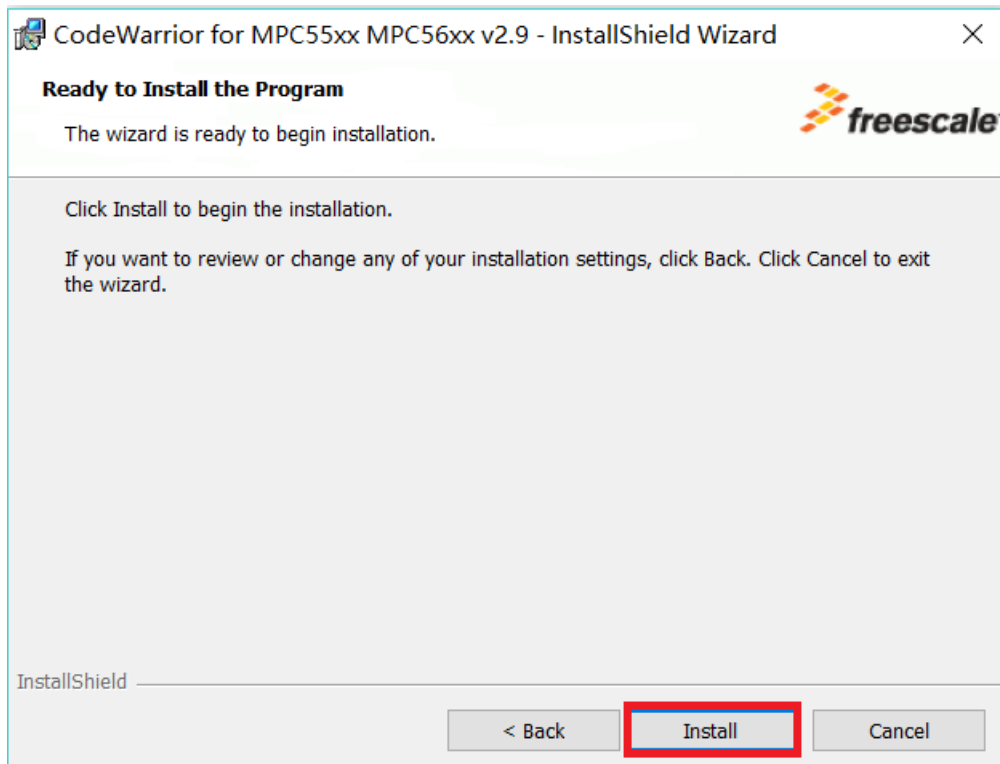 CodeWarrior for MPC55xx MPC56xx v2.9 - InstallShield Wizard
Ready to Install the Program
The wizard is ready to begin installation.
freescale
Click Install to begin the installation.
If you want to review or change any of your installation settings, click Back. Click Cancel to exit
the wizard.
InstallShield
< Back
Install
Cancel